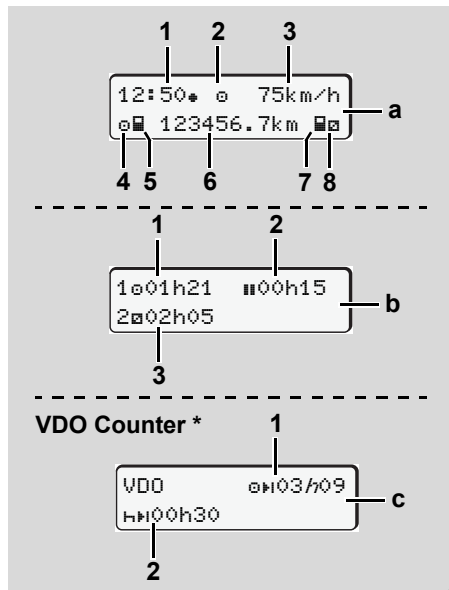 1 2 3
12:50● ⊙ 75km/h
a
⊙ 123456.7km
4 5 6 7 8
1 2
1⊙01h21 00h15
b
2⧄02h05
3
VDO Counter * 1
VDO ⊙03h09
c
00h30
2